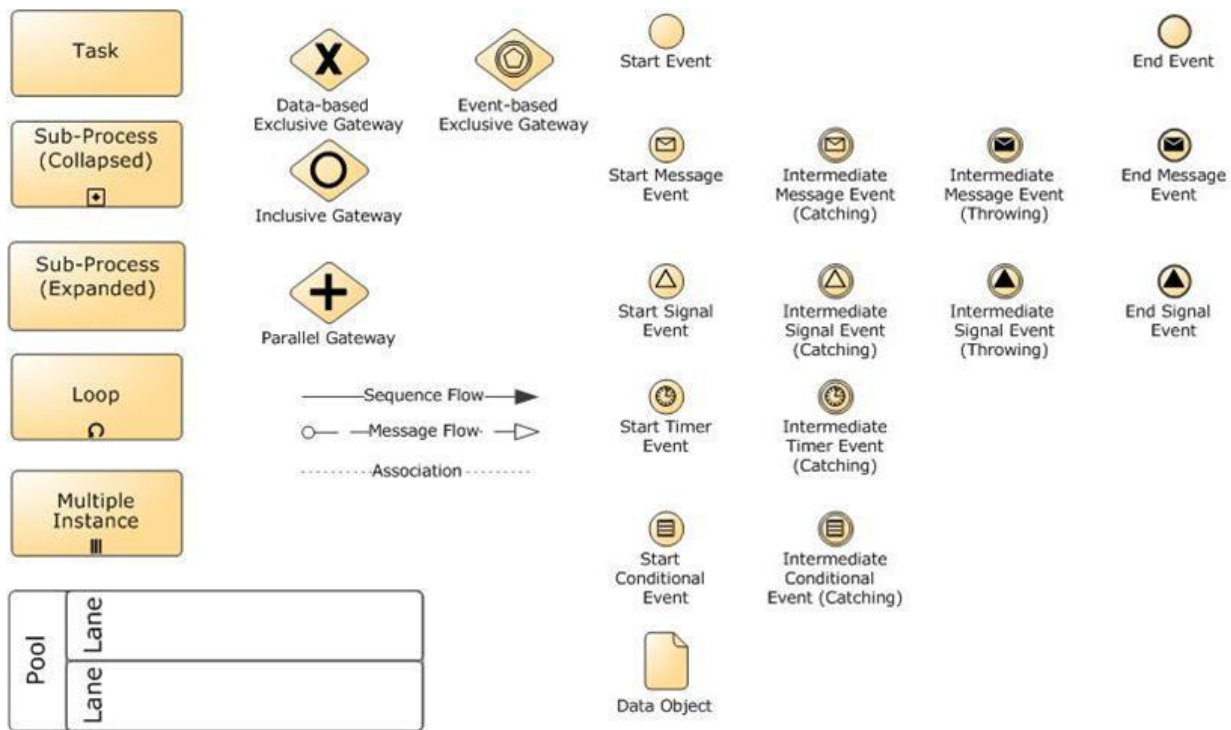 Task
Sub-Process
(Collapsed)
Sub-Process
(Expanded)
Loop
Multiple
Instance
Pool
Lane
Lane
X
Data-based
Exclusive Gateway
Event-based
Exclusive Gateway
Inclusive Gateway
Parallel Gateway
Sequence Flow
Message Flow
Association
Start Event
End Event
Start Message
Event
Intermediate
Message Event
(Catching)
Intermediate
Message Event
(Throwing)
End Message
Event
Start Signal
Event
Intermediate
Signal Event
(Catching)
Intermediate
Signal Event
(Throwing)
End Signal
Event
Start Timer
Event
Intermediate
Timer Event
(Catching)
Start
Conditional
Event
Intermediate
Conditional
Event (Catching)
Data Object